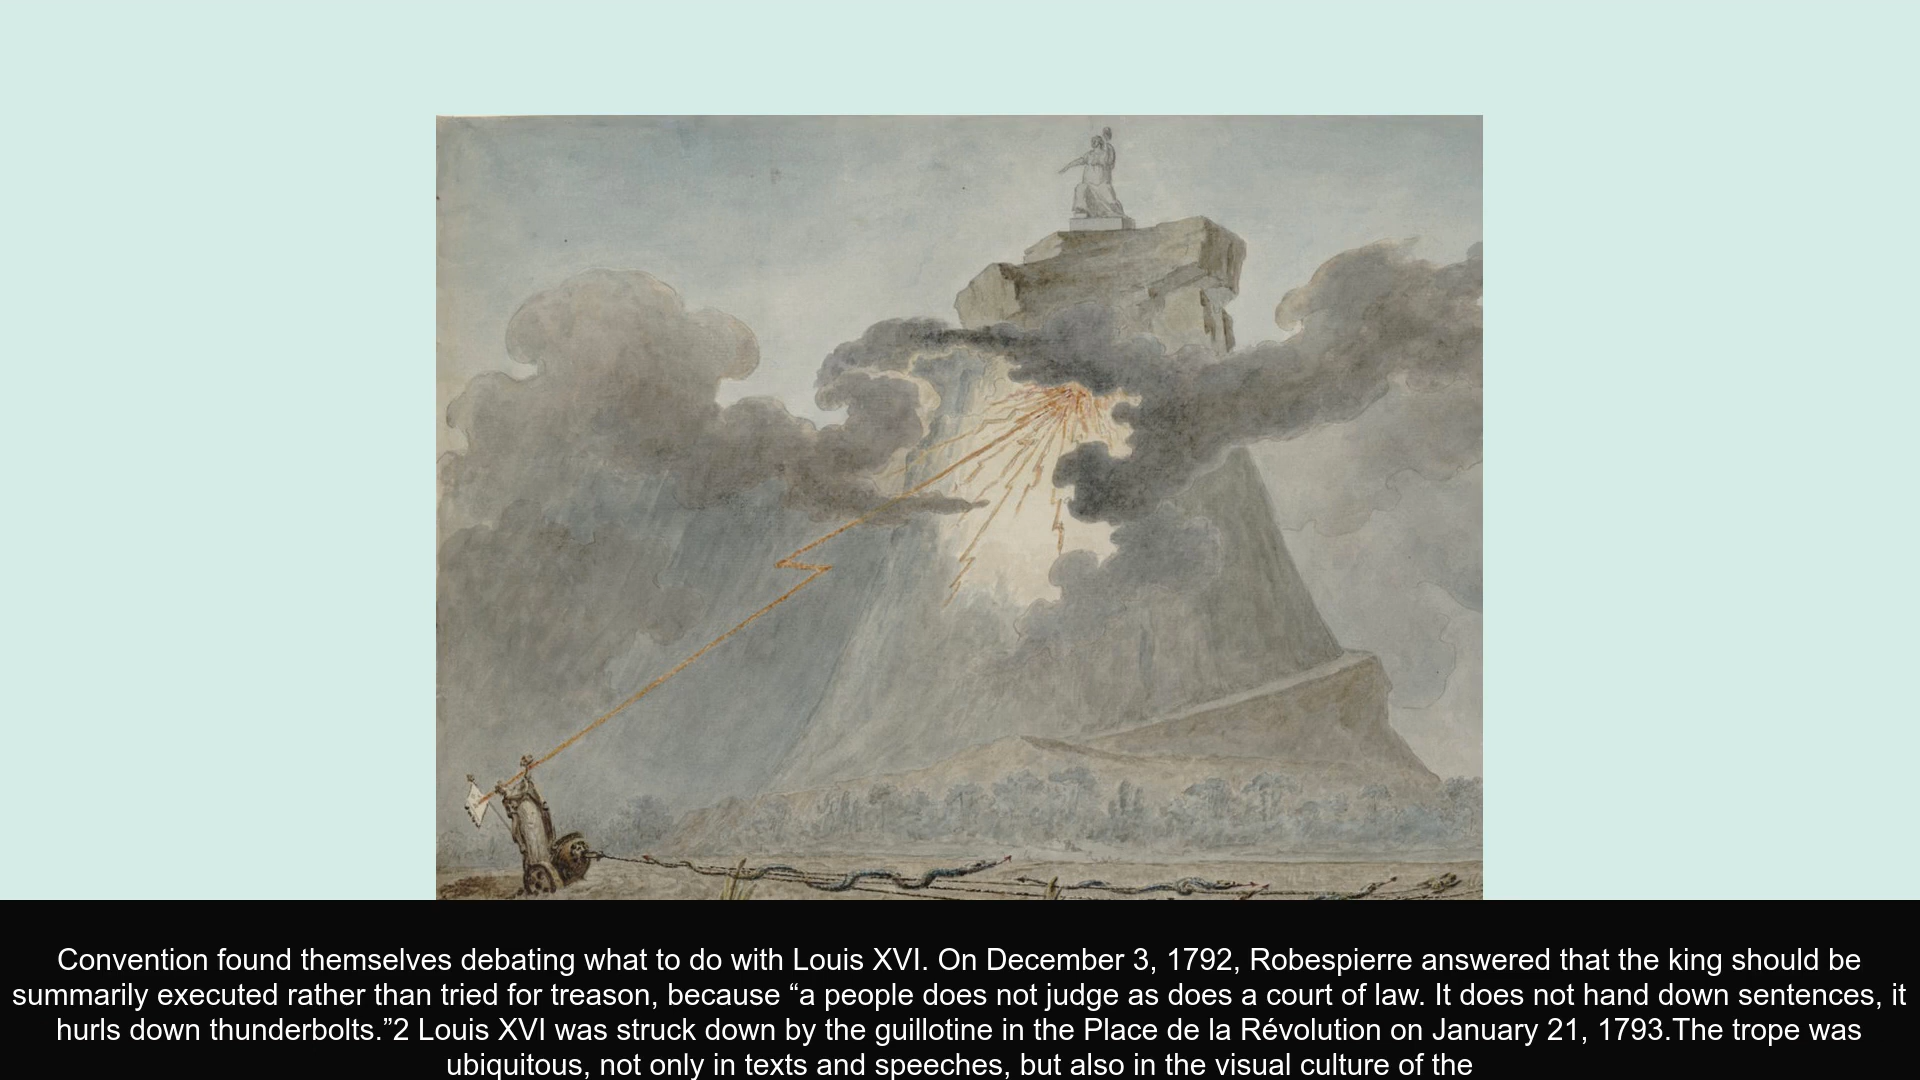 Convention found themselves debating what to do with Louis XVI. On December 3, 1792, Robespierre answered that the king should be
summarily executed rather than tried for treason, because “a people does not judge as does a court of law. It does not hand down sentences, it
hurls down thunderbolts.”2 Louis XVI was struck down by the guillotine in the Place de la Révolution on January 21, 1793.The trope was
ubiquitous, not only in texts and speeches, but also in the visual culture of the